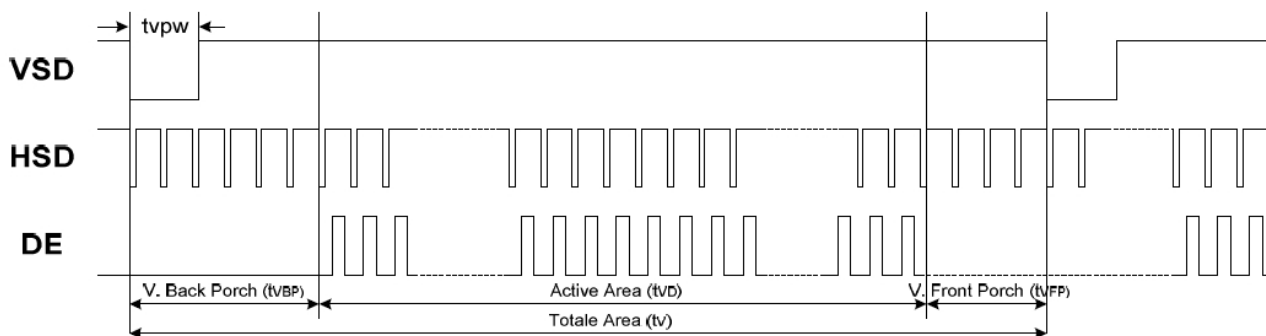 tvpw
VSD
HSD
DE
V. Back Porch (tVBP)
Active Area (tVD)
V. Front Porch (tVFP)
Totale Area (tv)